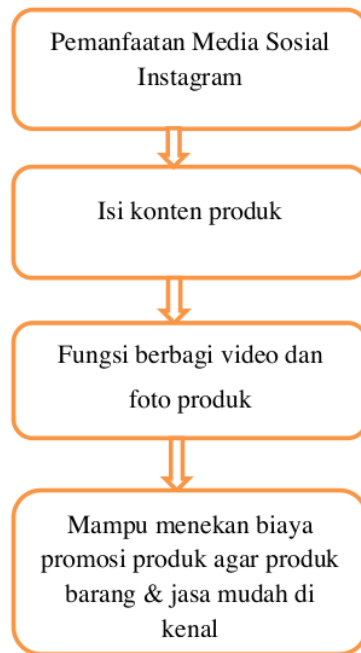 Pemanfaatan Media Sosial
Instagram
Isi konten produk
Fungsi berbagi video dan
foto produk
Mampu menekan biaya
promosi produk agar produk
barang & jasa mudah di
kenal